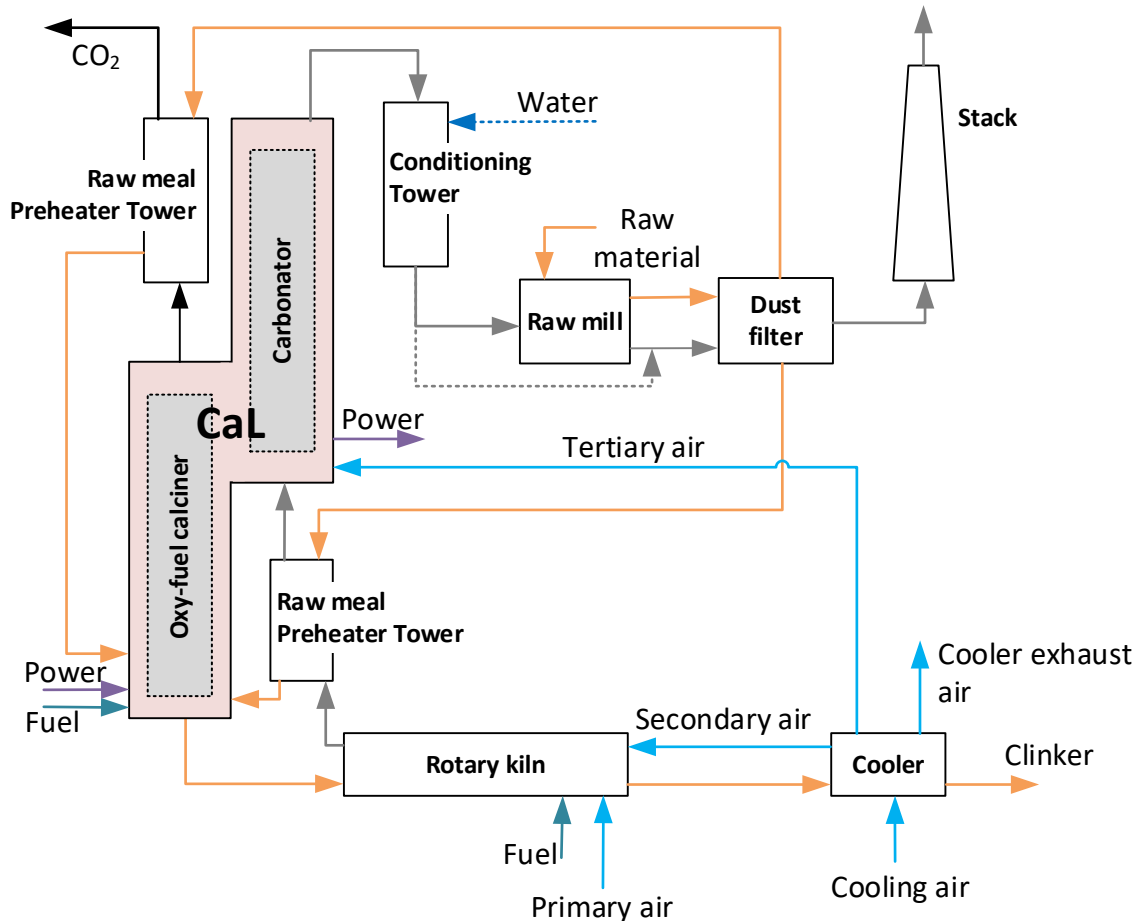 CO₂
Raw meal
Preheater Tower
Carbonator
Water
Conditioning
Tower
Stack
Raw
material
Raw mill
Dust
filter
CaL
Power
Tertiary air
Oxy-fuel calciner
Raw meal
Preheater Tower
Power
Fuel
Cooler exhaust
air
Secondary air
Rotary kiln
Cooler
Clinker
Fuel
Primary air
Cooling air